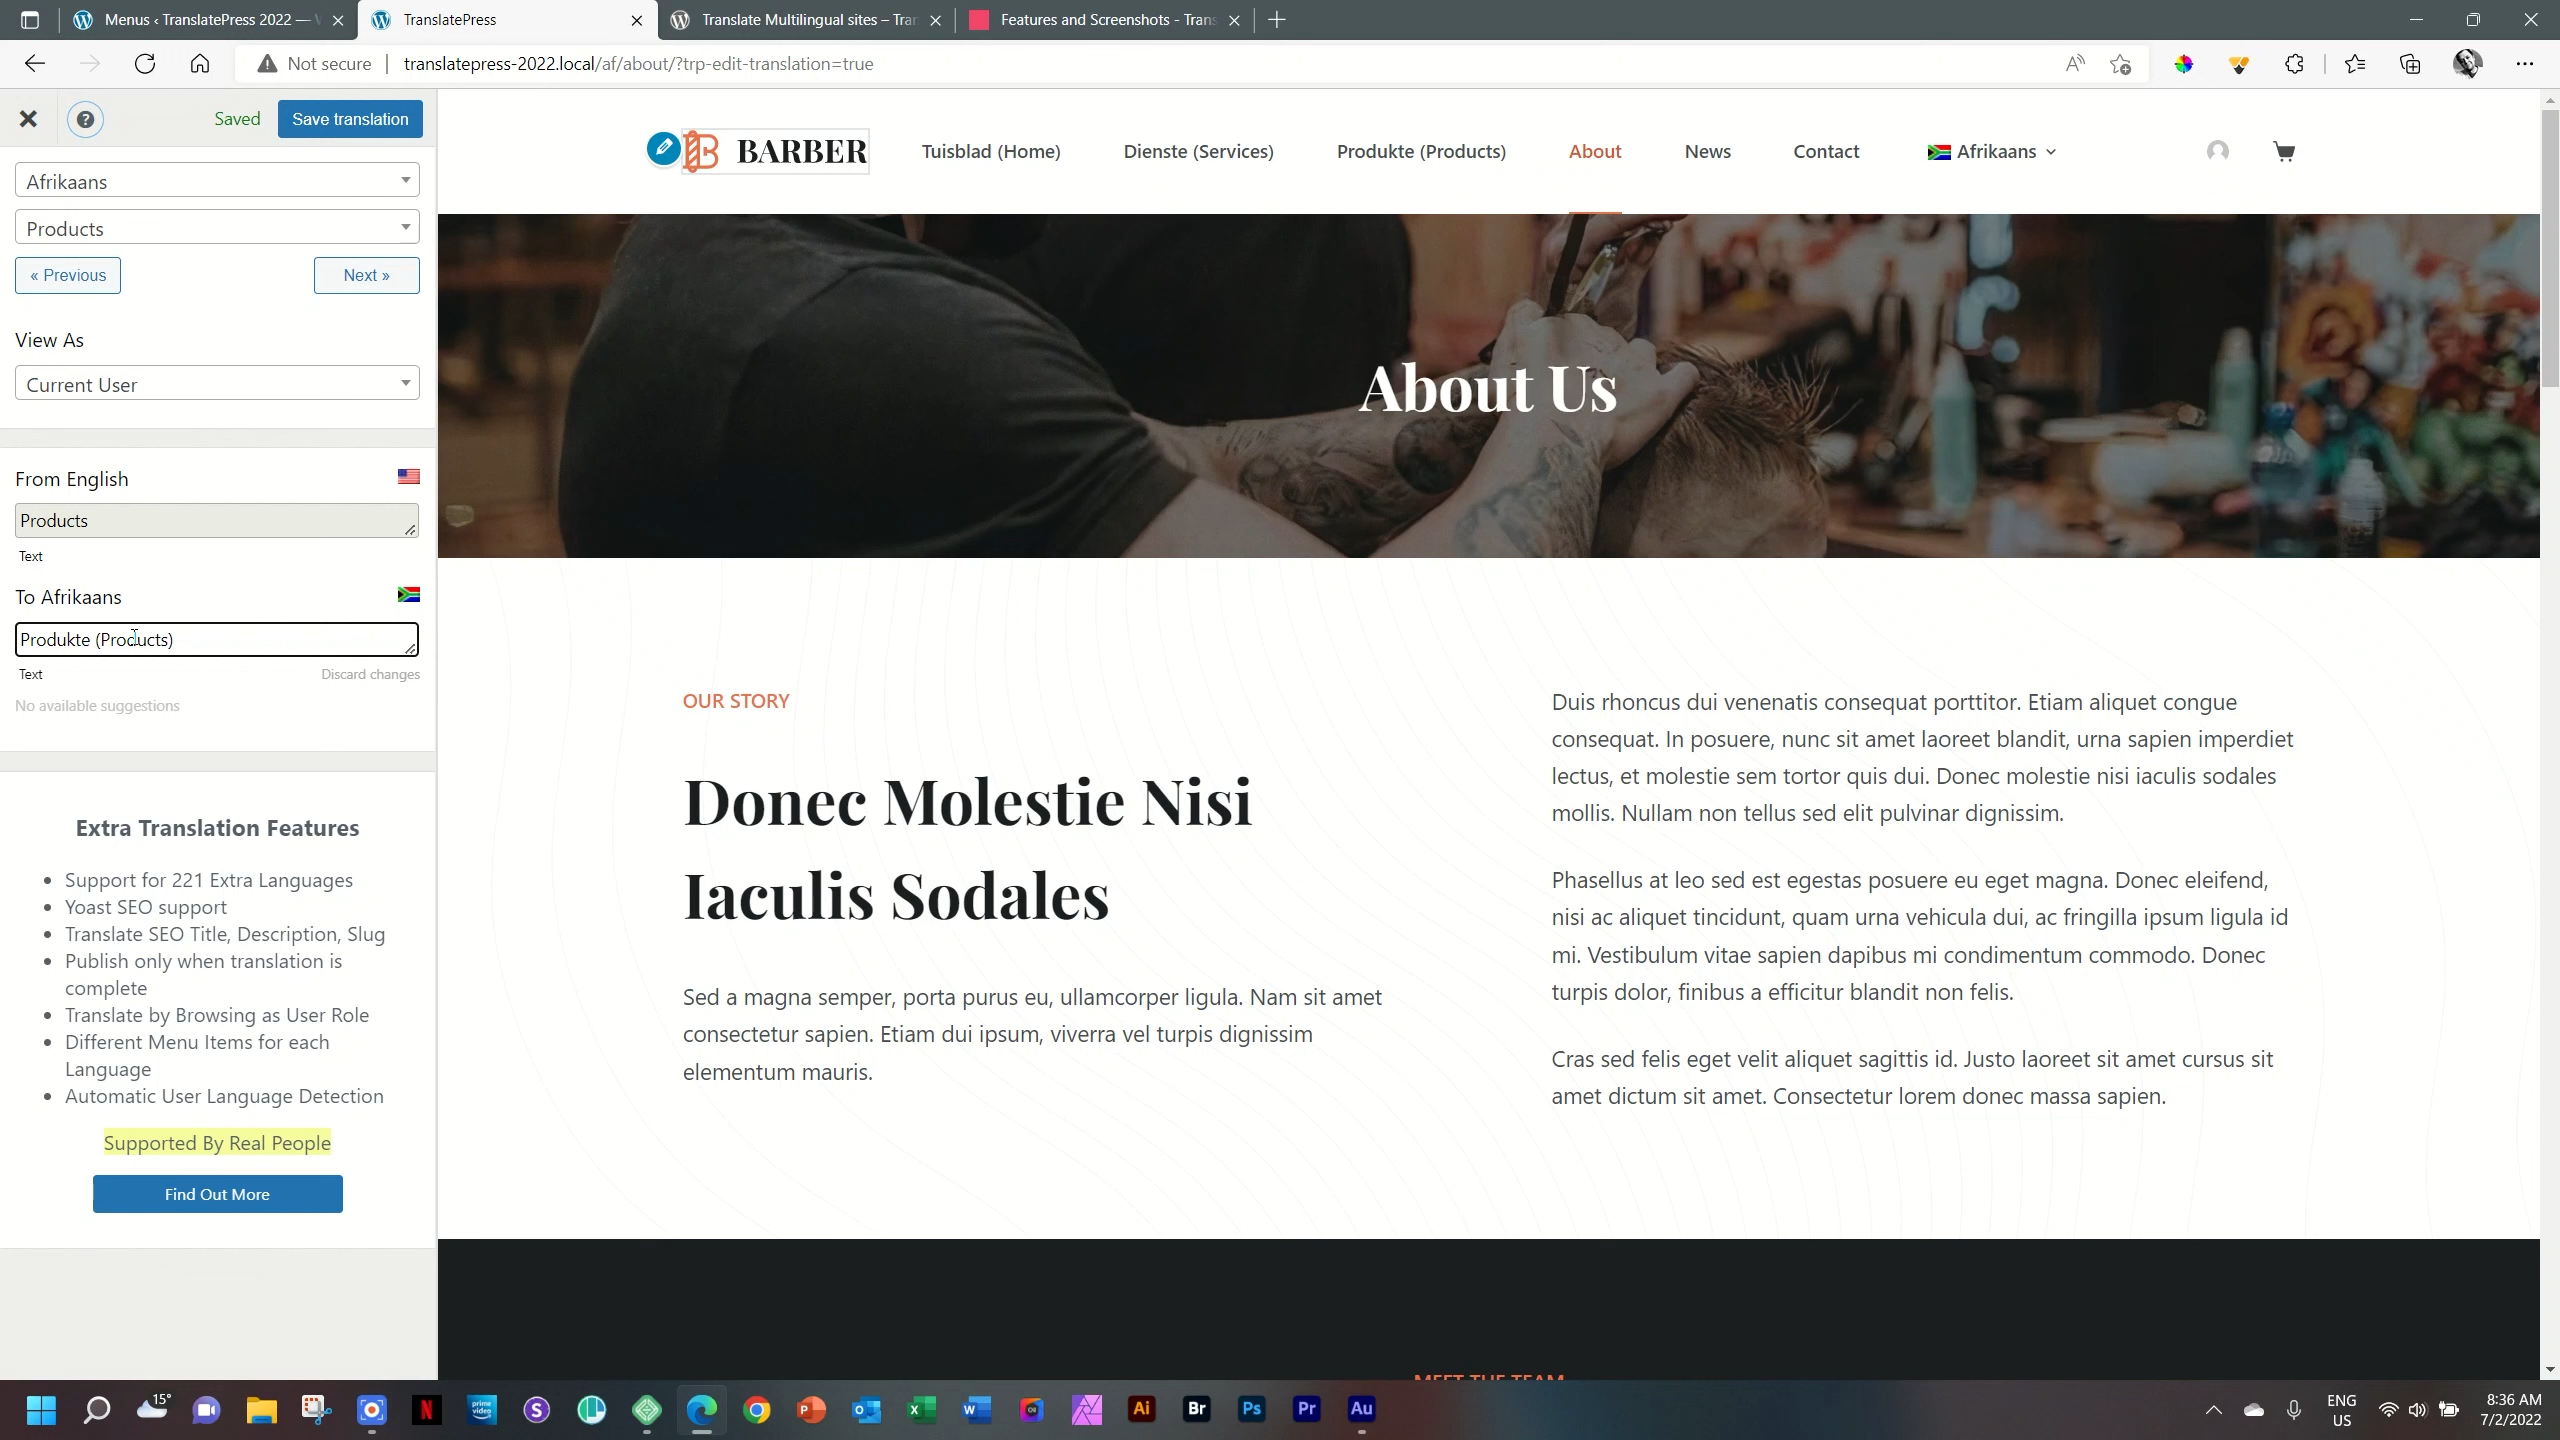 Menus ‹ TranslatePress 2022 —
TranslatePress
Translate Multilingual sites –
Features and Screenshots -
Not secure
translatepress-2022.local/af/about/?trp-edit-translation=true
Saved
Save translation
Afrikaans
Products
« Previous
Next »
View As
Current User
From English
Products
Text
To Afrikaans
Produkte (Products)
Text
Discard changes
No available suggestions
Extra Translation Features
• Support for 221 Extra Languages
• Yoast SEO support
• Translate SEO Title, Description, Slug
• Publish only when translation is
complete
• Translate by Browsing as User Role
• Different Menu Items for each
Language
• Automatic User Language Detection
Supported By Real People
Find Out More
BARBER
Tuisblad (Home)
Dienste (Services)
Produkte (Products)
About
News
Contact
Afrikaans
About Us
OUR STORY
Donec Molestie Nisi
Iaculis Sodales
Sed a magna semper, porta purus eu, ullamcorper ligula. Nam sit amet
consectetur sapien. Etiam dui ipsum, viverra vel turpis dignissim
elementum mauris.
Duis rhoncus dui venenatis consequat porttitor. Etiam aliquet congue
consequat. In posuere, nunc sit amet laoreet blandit, urna sapien imperdiet
lectus, et molestie sem tortor quis dui. Donec molestie nisi iaculis sodales
mollis. Nullam non tellus sed elit pulvinar dignissim.
Phasellus at leo sed est egestas posuere eu eget magna. Donec eleifend,
nisi ac aliquet tincidunt, quam urna vehicula dui, ac fringilla ipsum ligula id
mi. Vestibulum vitae sapien dapibus mi condimentum commodo. Donec
turpis dolor, finibus a efficitur blandit non felis.
Cras sed felis eget velit aliquet sagittis id. Justo laoreet sit amet cursus sit
amet dictum sit amet. Consectetur lorem donec massa sapien.
MEET THE TEAM
15°
prime video
Ai
Br
Ps
Pr
Au
ENG
US
8:36 AM
7/2/2022